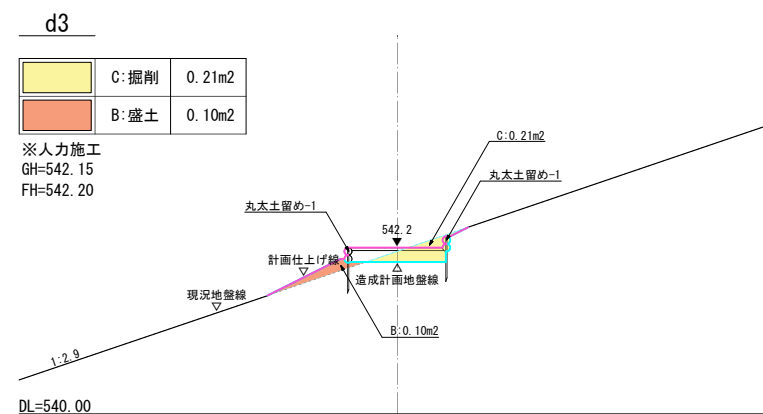 d3
C:掘削 0.21m2
B:盛土 0.10m2
※人力施工
GH=542.15
FH=542.20
C:0.21m2
丸太土留め-1
丸太土留め-1
542.2
計画仕上げ線
造成計画地盤線
現況地盤線
B:0.10m2
1:2.9
DL=540.00